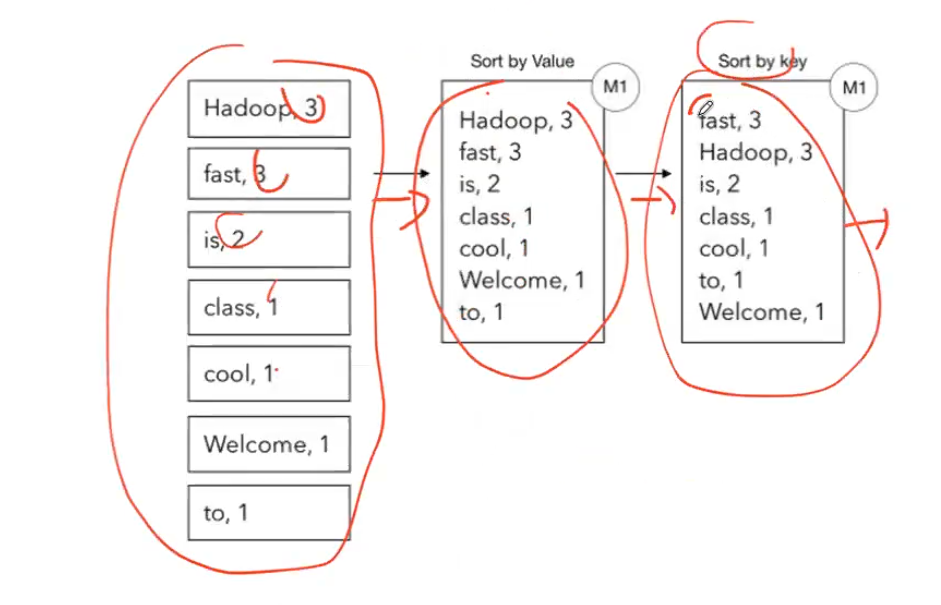 Hadoop, 3
fast, 3
is, 2
class, 1
cool, 1
Welcome, 1
to, 1
Sort by Value
M1
Hadoop, 3
fast, 3
is, 2
class, 1
cool, 1
Welcome, 1
to, 1
Sort by key
M1
fast, 3
Hadoop, 3
is, 2
class, 1
cool, 1
to, 1
Welcome, 1